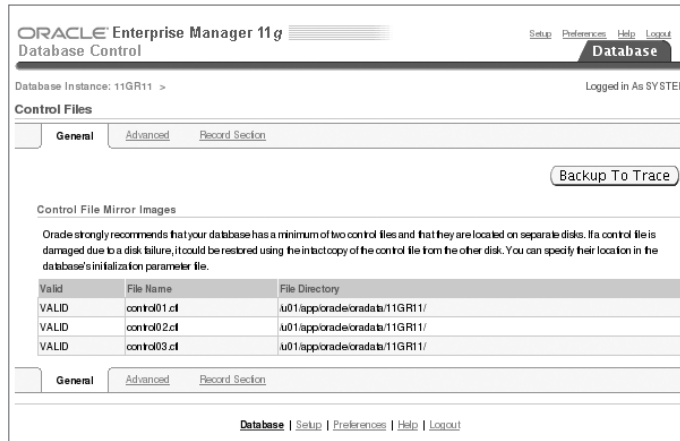 ORACLE Enterprise Manager 11g
Database Control
Setup Preferences Help Logout
Database
Database Instance: 11GR11 >
Logged in As SYSTE
Control Files
General Advanced Record Section
Backup To Trace
Control File Mirror Images
Oracle strongly recommends that your database has a minimum of two control files and that they are located on separate disks. If a control file is
damaged due to a disk failure, it could be restored using the intact copy of the control file from the other disk. You can specify their location in the
database's initialization parameter file.
Valid File Name File Directory
VALID control01.ctl /u01/app/oracle/oradata/11GR11/
VALID control02.ctl /u01/app/oracle/oradata/11GR11/
VALID control03.ctl /u01/app/oracle/oradata/11GR11/
General Advanced Record Section
Database | Setup | Preferences | Help | Logout